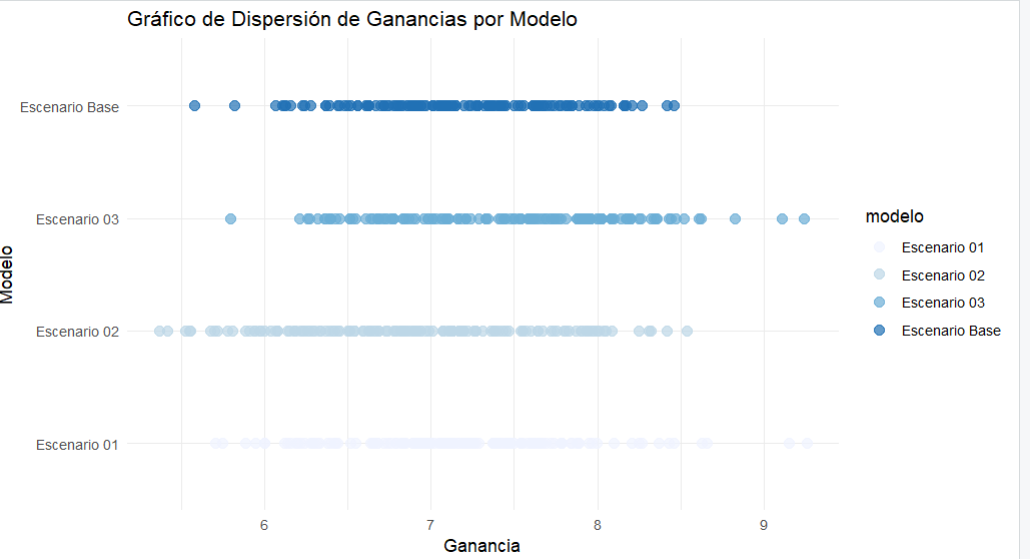 Gráfico de Dispersión de Ganancias por Modelo
Escenario Base
Escenario 03
Escenario 02
Escenario 01
Modelo
6
7
8
9
Ganancia
modelo
Escenario 01
Escenario 02
Escenario 03
Escenario Base